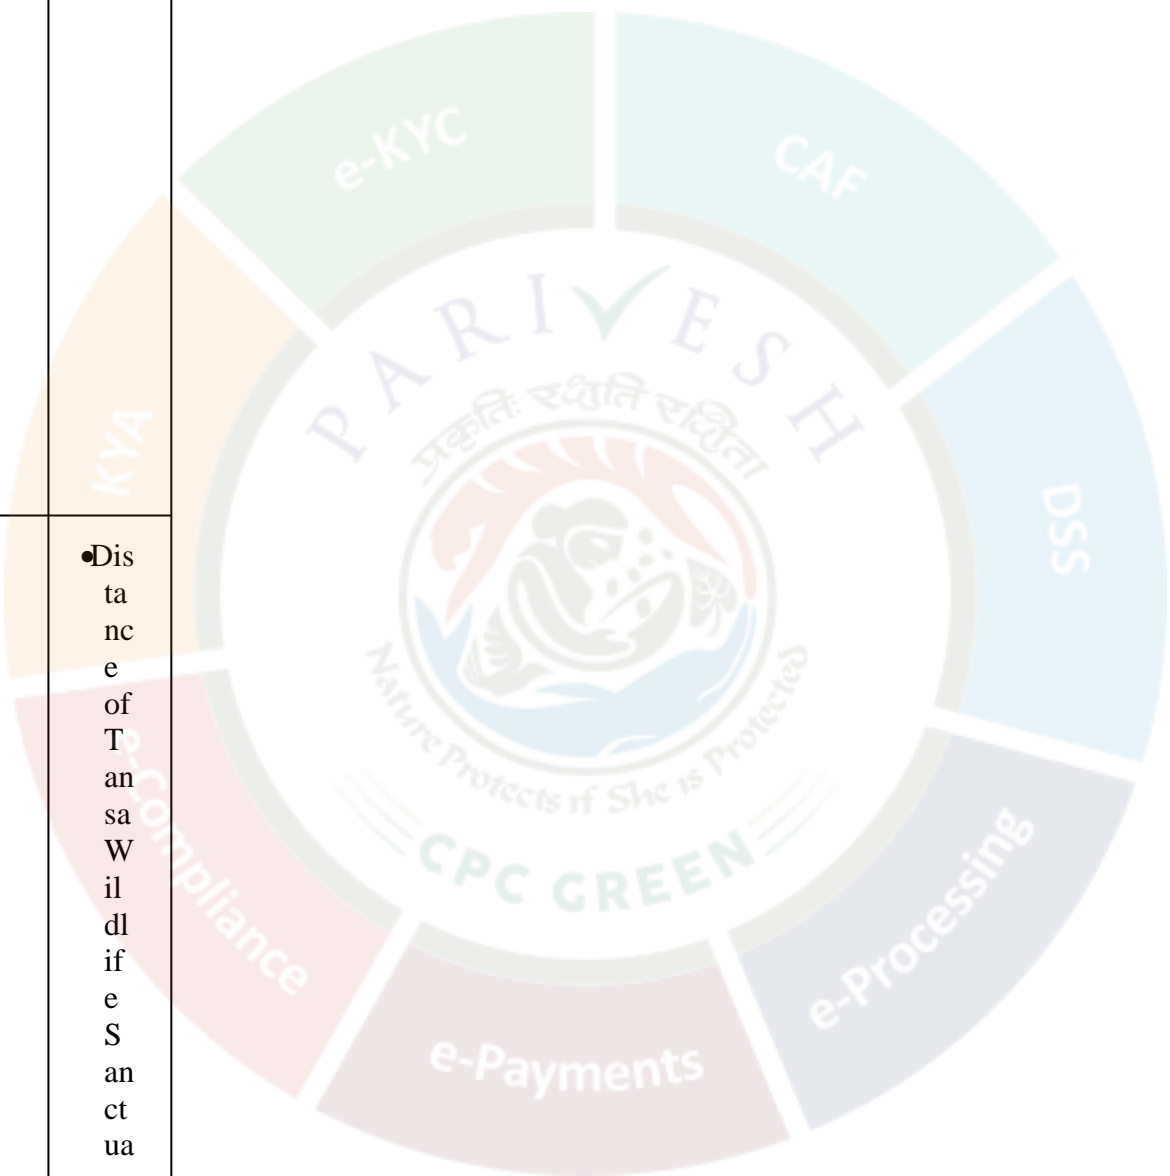 e-KYC
CAF
KYA
DSS
PARIVESH
प्रकृतिः रक्षति रक्षिता
Nature Protects if She is Protected
CPC GREEN
e-Compliance
e-Processing
e-Payments
•Dis
ta
nc
e
of
T
an
sa
W
il
dl
if
e
S
an
ct
ua